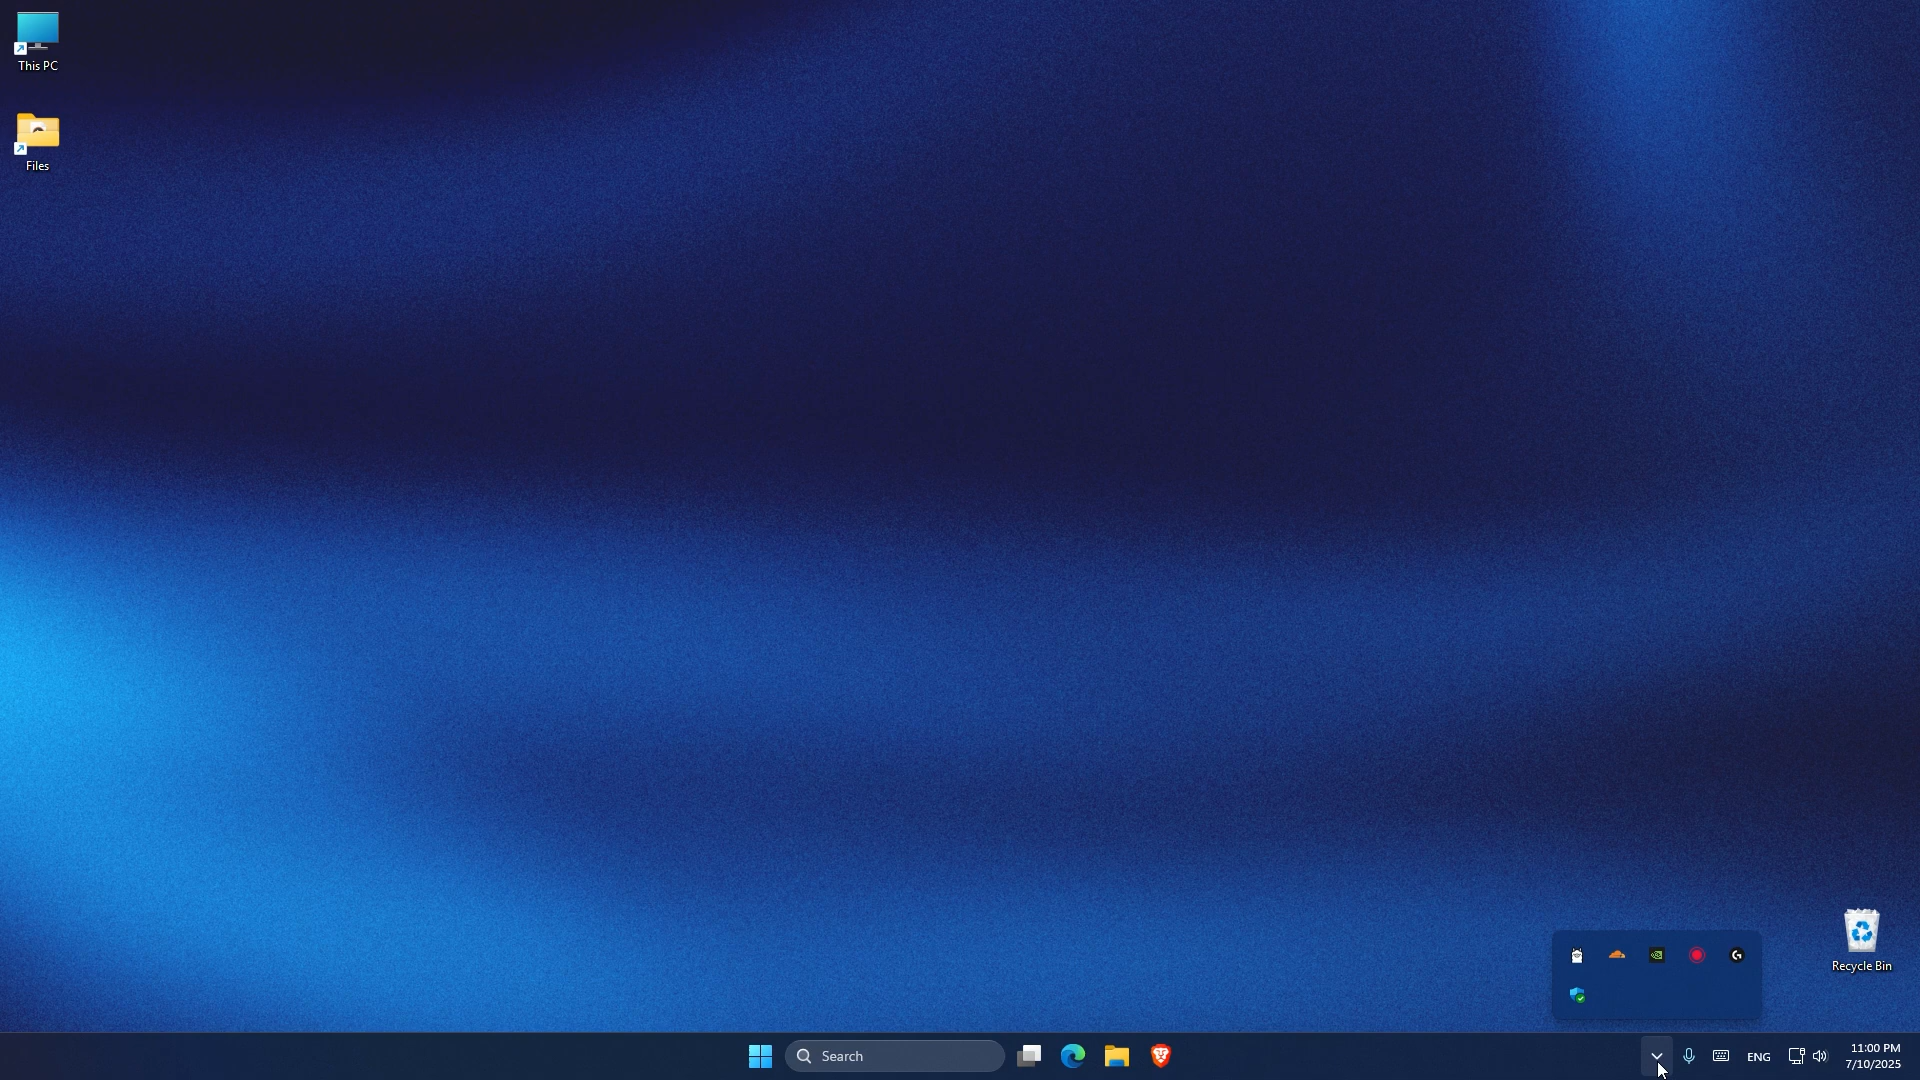 This PC
Files
Recycle Bin
Search
ENG
11:00 PM
7/10/2025